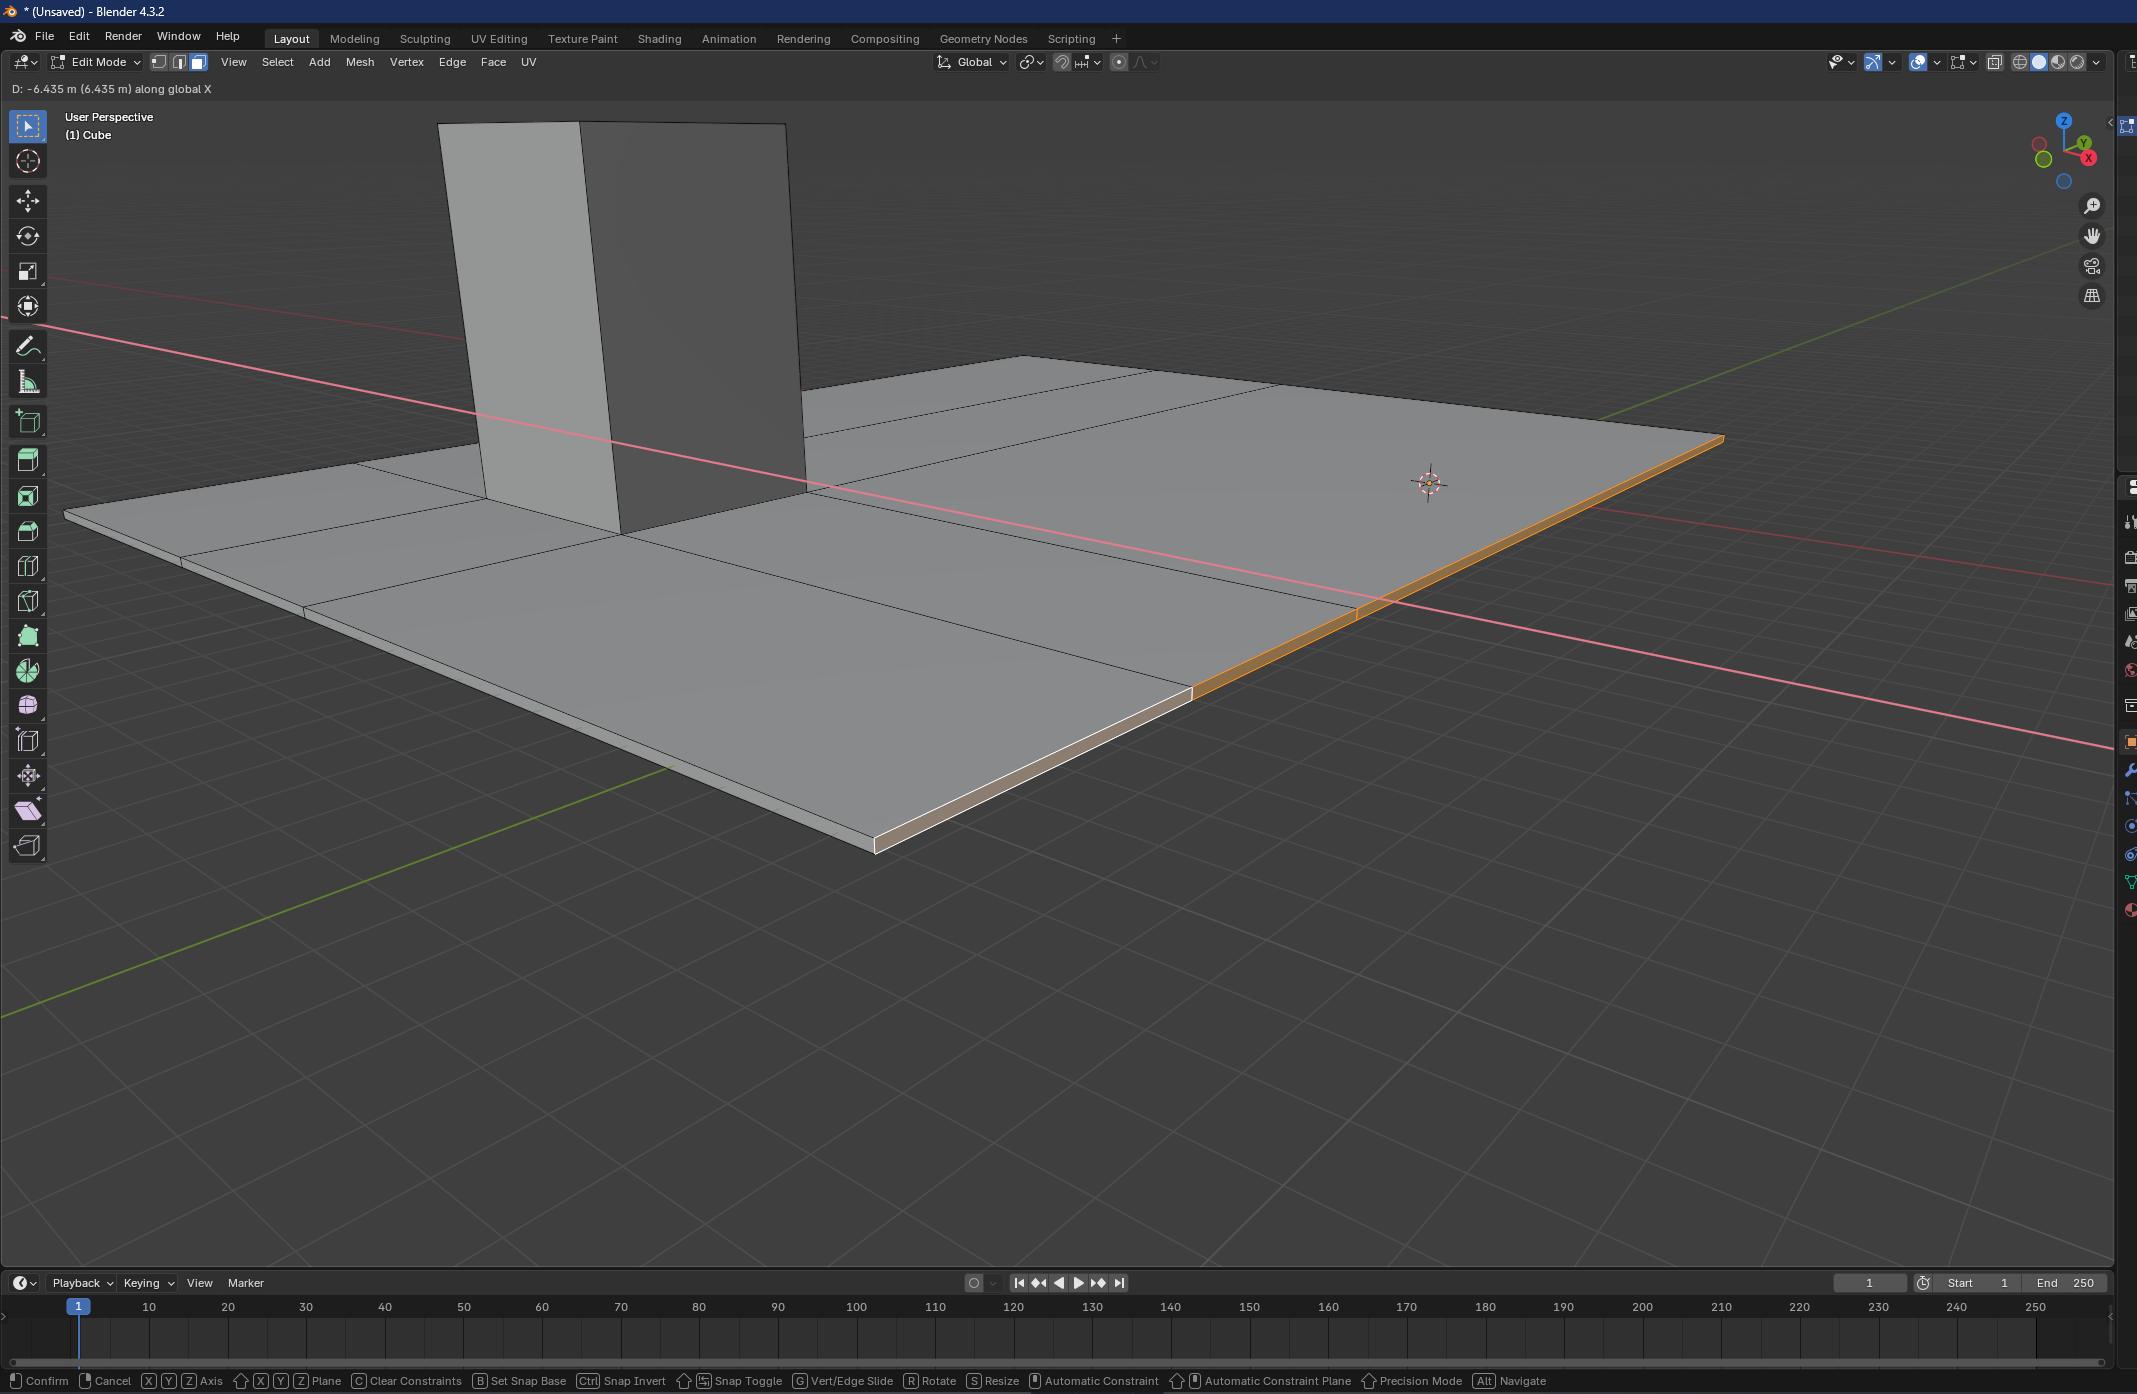 * (Unsaved) - Blender 4.3.2
File Edit Render Window Help Layout Modeling Sculpting UV Editing Texture Paint Shading Animation Rendering Compositing Geometry Nodes Scripting +
Edit Mode View Select Add Mesh Vertex Edge Face UV Global
D: -6.435 m (6.435 m) along global X
User Perspective
(1) Cube
Z
Y
X
Playback Keying View Marker 1 Start 1 End 250
1 10 20 30 40 50 60 70 80 90 100 110 120 130 140 150 160 170 180 190 200 210 220 230 240 250
Confirm Cancel X Y Z Axis X Y Z Plane C Clear Constraints B Set Snap Base Ctrl Snap Invert Snap Toggle G Vert/Edge Slide R Rotate S Resize Automatic Constraint Automatic Constraint Plane Precision Mode Alt Navigate